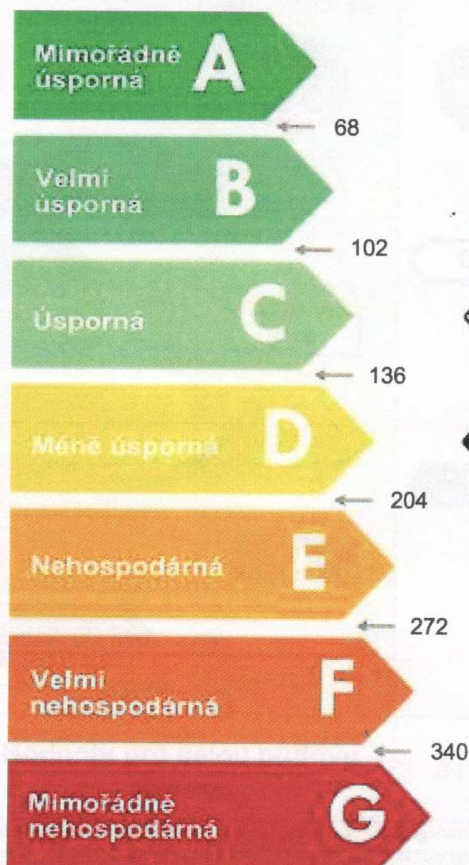 Mimořádně
úsporná
A
68
Velmi
úsporná
B
102
Úsporná
C
136
Méně úsporná
D
204
Nehospodárná
E
272
Velmi
nehospodárná
F
340
Mimořádně
nehospodárná
G